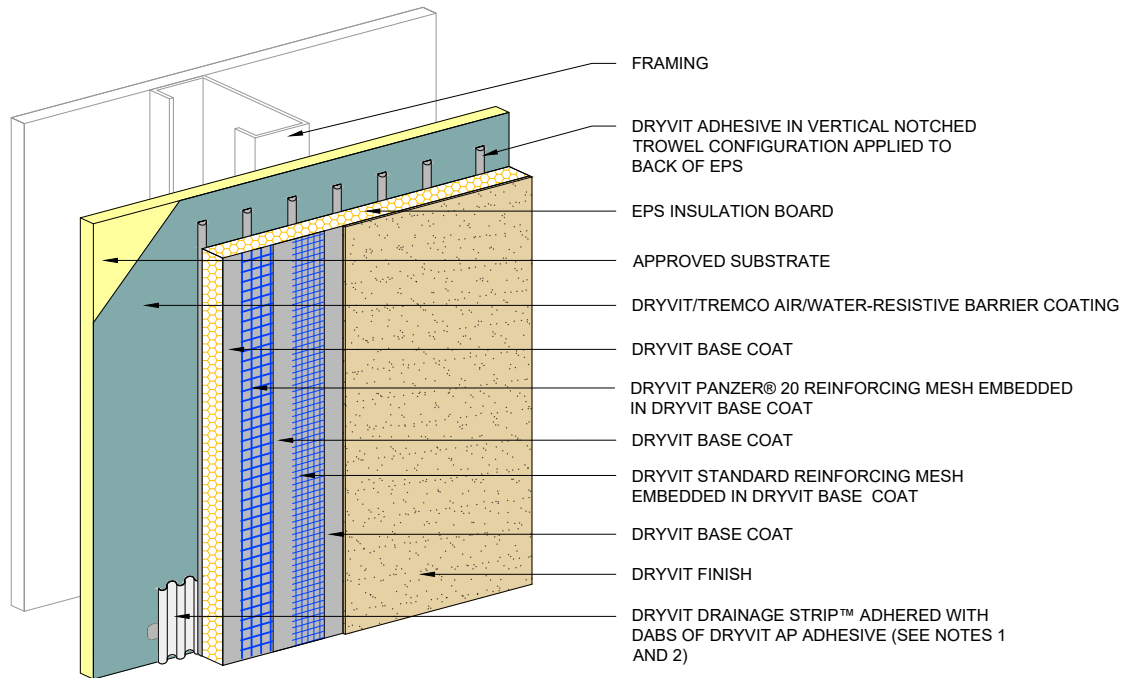 FRAMING
DRYVIT ADHESIVE IN VERTICAL NOTCHED
TROWEL CONFIGURATION APPLIED TO
BACK OF EPS
EPS INSULATION BOARD
APPROVED SUBSTRATE
DRYVIT/TREMCO AIR/WATER-RESISTIVE BARRIER COATING
DRYVIT BASE COAT
DRYVIT PANZER® 20 REINFORCING MESH EMBEDDED
IN DRYVIT BASE COAT
DRYVIT BASE COAT
DRYVIT STANDARD REINFORCING MESH
EMBEDDED IN DRYVIT BASE COAT
DRYVIT BASE COAT
DRYVIT FINISH
DRYVIT DRAINAGE STRIP™ ADHERED WITH
DABS OF DRYVIT AP ADHESIVE (SEE NOTES 1
AND 2)